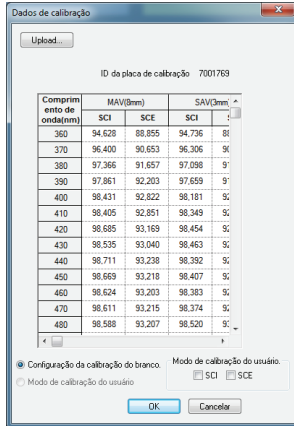 Dados de calibração
Upload...
ID da placa de calibração 7001769
Comprim ento de onda(nm) MAV(8mm) SAV(3mm)
SCI SCE SCI
360 94,628 88,855 94,736
370 96,400 90,653 96,306
380 97,366 91,657 97,098
390 97,861 92,203 97,659
400 98,431 92,822 98,181
410 98,405 92,851 98,349
420 98,685 93,169 98,454
430 98,535 93,040 98,463
440 98,711 93,238 98,392
450 98,669 93,218 98,407
460 98,624 93,203 98,383
470 98,611 93,215 98,374
480 98,588 93,207 98,520
Configuração da calibração do branco.
Modo de calibração do usuário
Modo de calibração do usuário.
SCI SCE
OK Cancelar